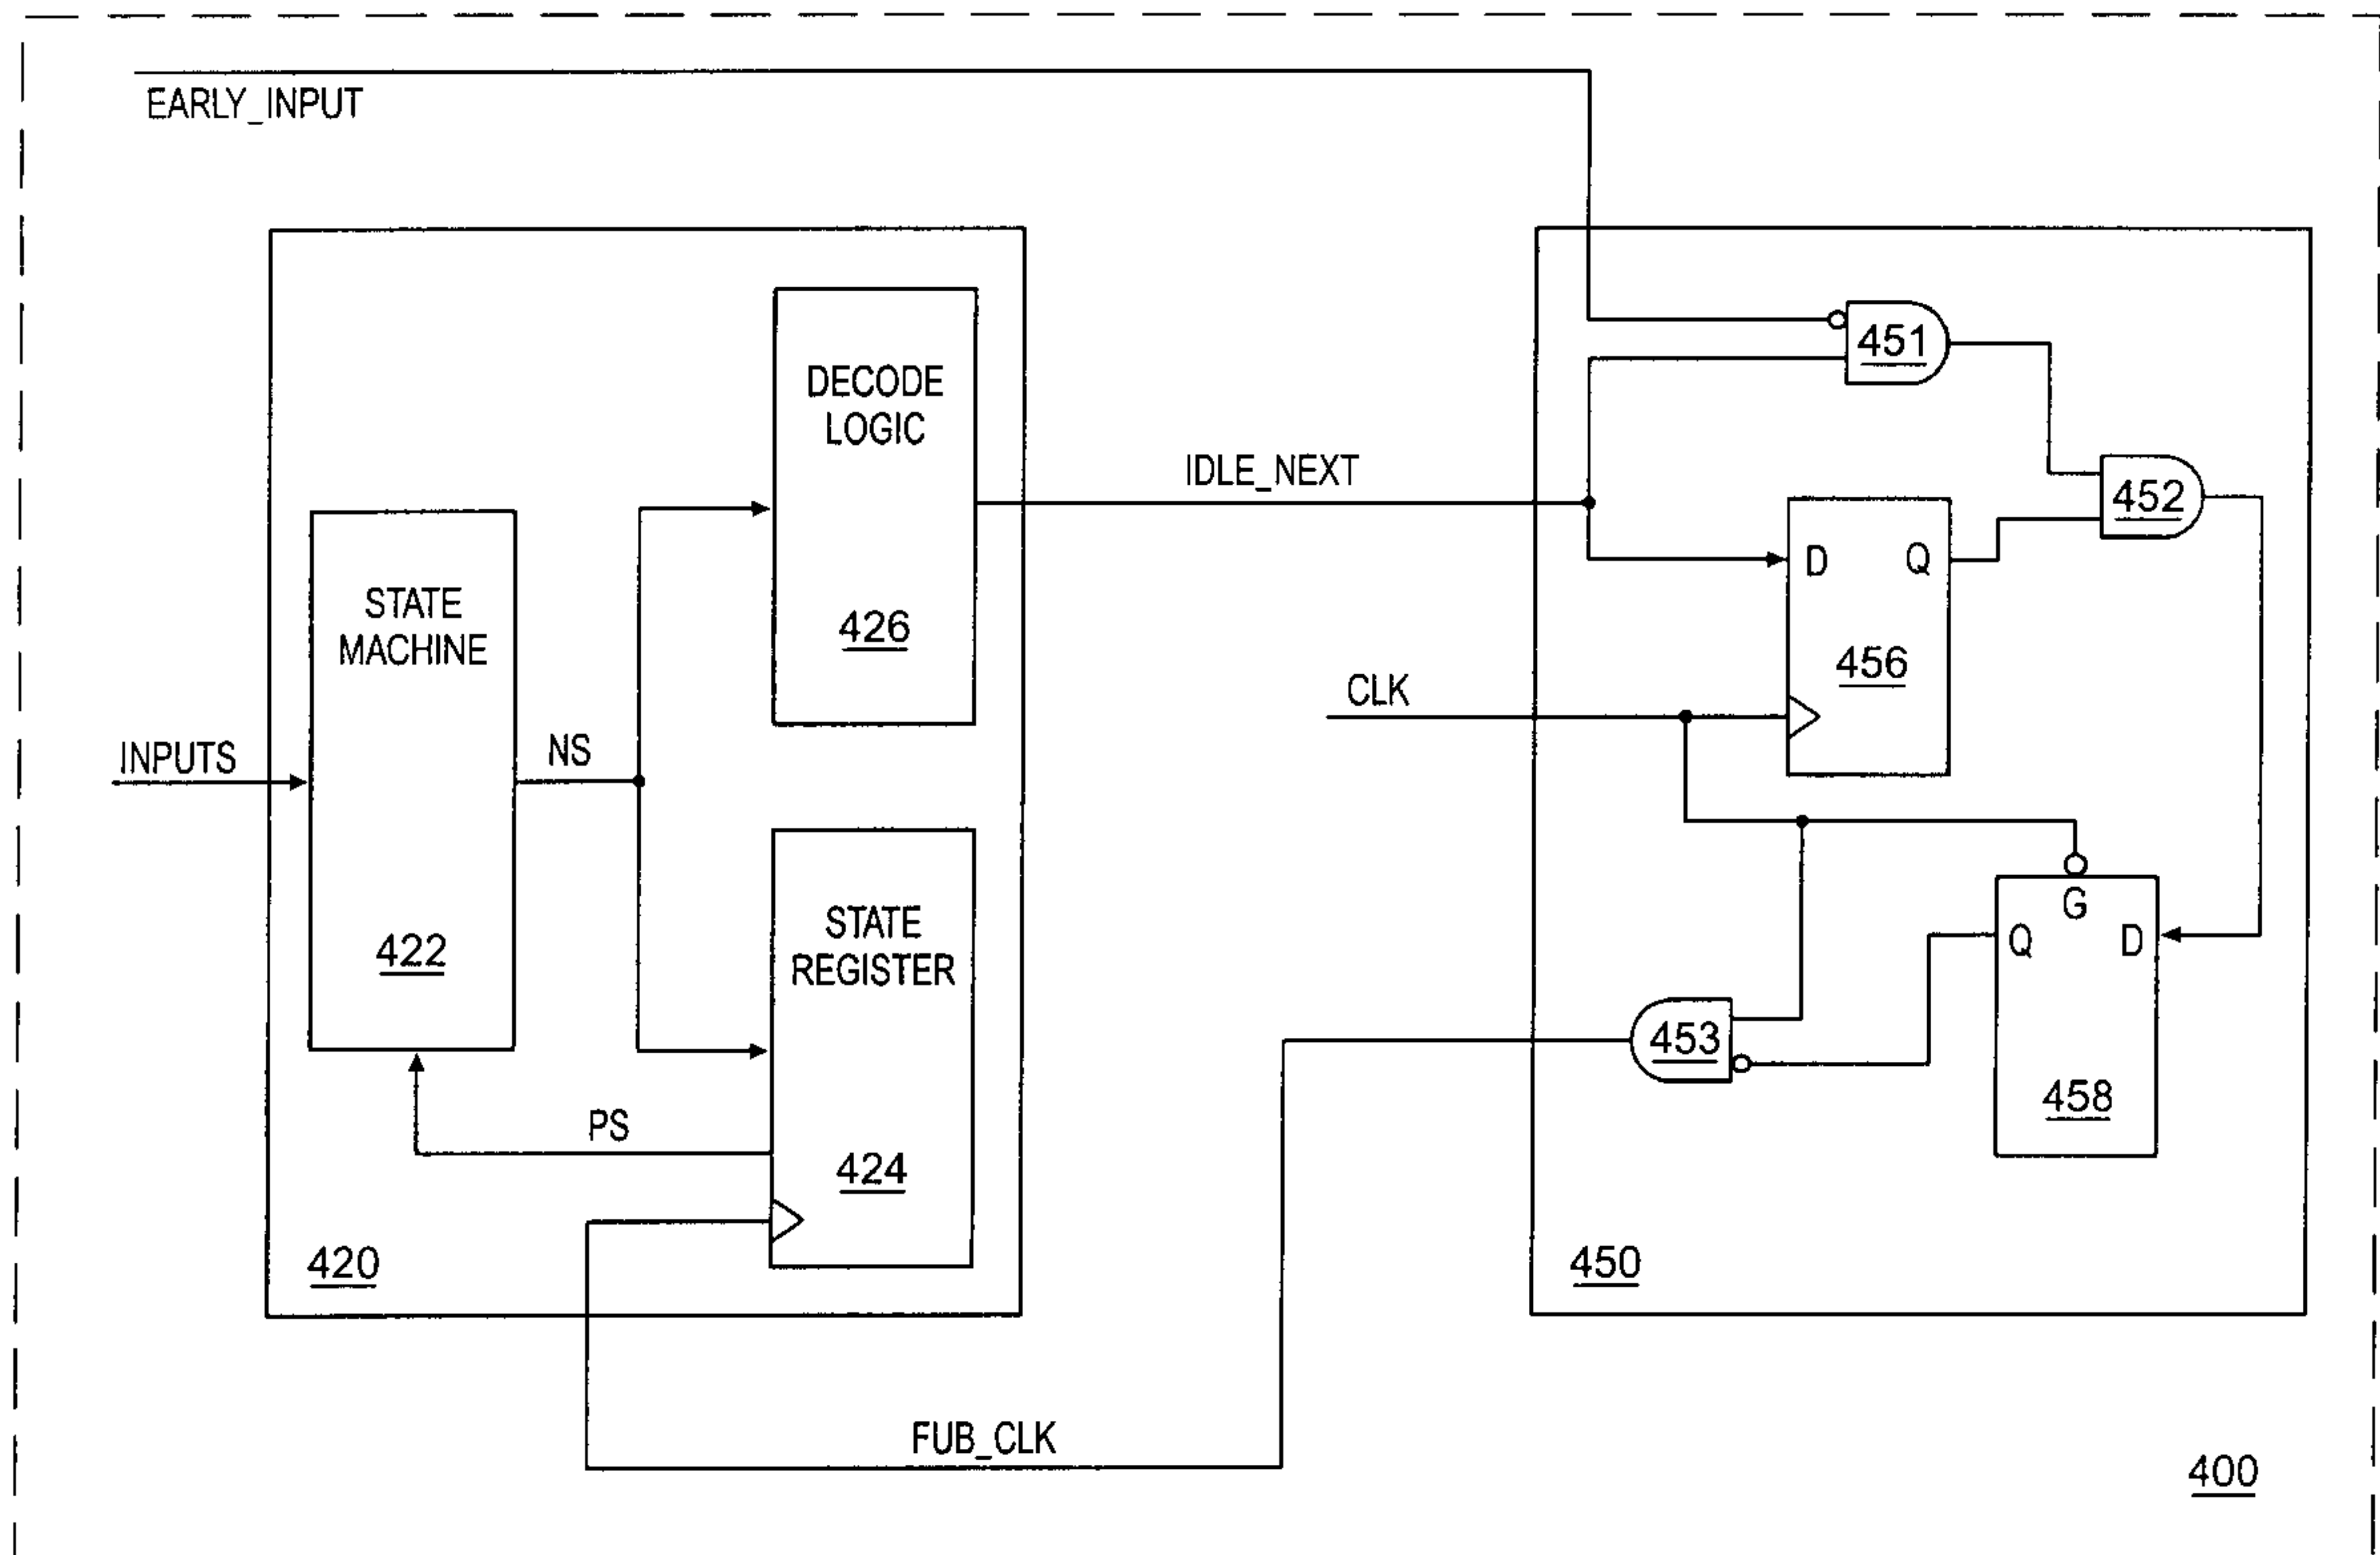 EARLY_INPUT
451
DECODE
LOGIC
426
IDLE_NEXT
452
D
Q
456
STATE
MACHINE
422
CLK
INPUTS
NS
G
Q
D
458
STATE
REGISTER
424
453
PS
420
450
FUB_CLK
400